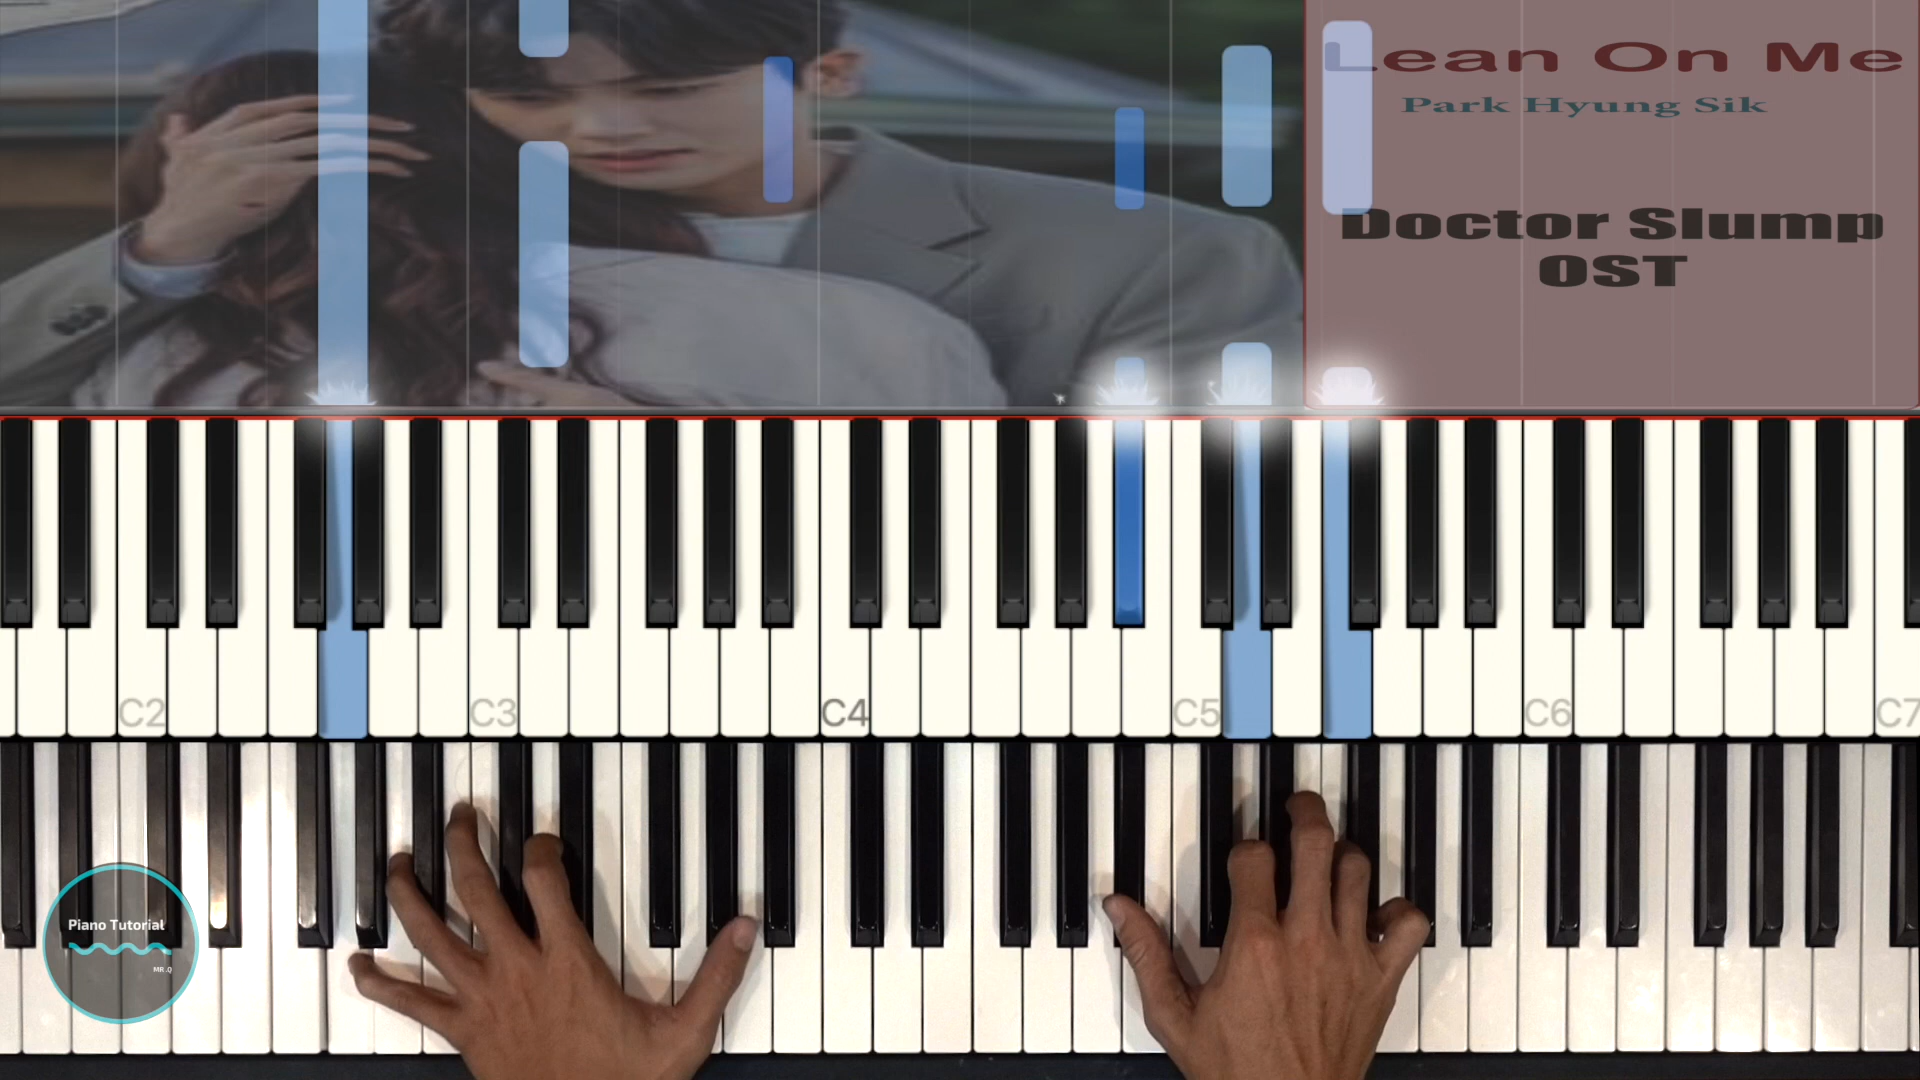 Lean On Me
Park Hyung Sik
Doctor Slump
OST
C2 C3 C4 C5 C6 C7
Piano Tutorial
MR.Q